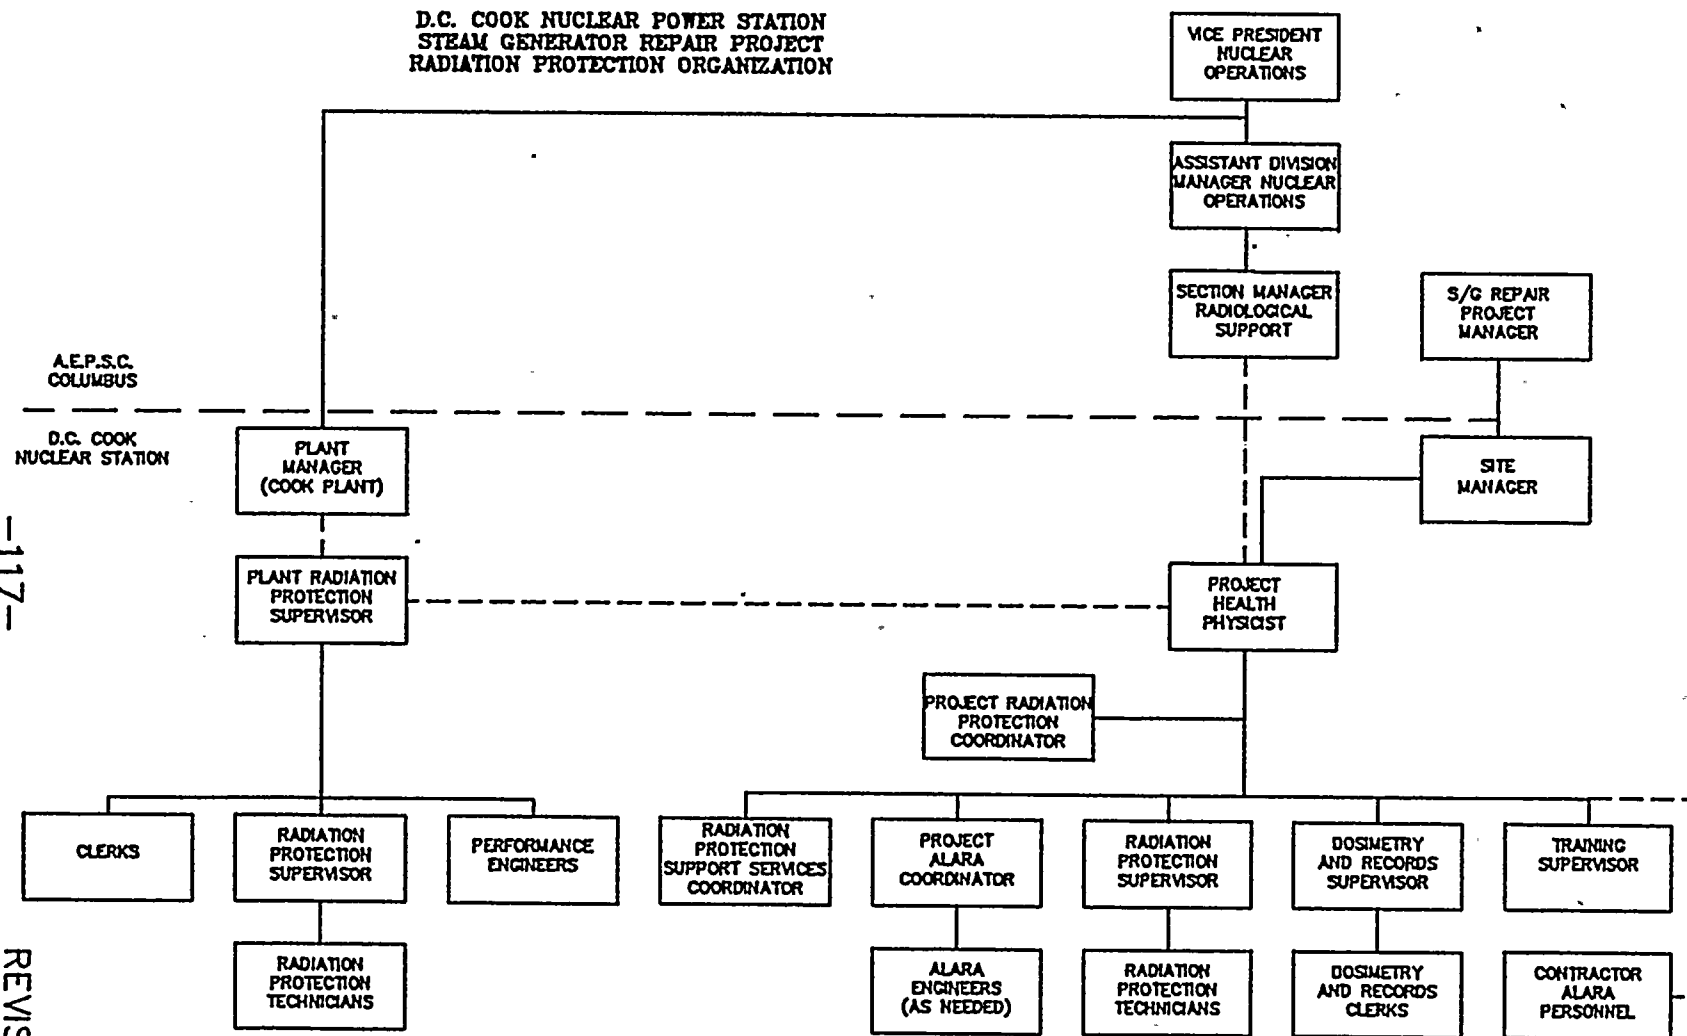 D.C. COOK NUCLEAR POWER STATION
STEAM GENERATOR REPAIR PROJECT
RADIATION PROTECTION ORGANIZATION
VICE PRESIDENT
NUCLEAR
OPERATIONS
ASSISTANT DIVISION
MANAGER NUCLEAR
OPERATIONS
SECTION MANAGER
RADIOLOGICAL
SUPPORT
S/G REPAIR
PROJECT
MANAGER
A.E.P.S.C.
COLUMBUS
D.C. COOK
NUCLEAR STATION
PLANT
MANAGER
(COOK PLANT)
SITE
MANAGER
PLANT RADIATION
PROTECTION
SUPERVISOR
PROJECT
HEALTH
PHYSICIST
PROJECT RADIATION
PROTECTION
COORDINATOR
CLERKS
RADIATION
PROTECTION
SUPERVISOR
PERFORMANCE
ENGINEERS
RADIATION
PROTECTION
SUPPORT SERVICES
COORDINATOR
PROJECT
ALARA
COORDINATOR
RADIATION
PROTECTION
SUPERVISOR
DOSIMETRY
AND RECORDS
SUPERVISOR
TRAINING
SUPERVISOR
RADIATION
PROTECTION
TECHNICIANS
ALARA
ENGINEERS
(AS NEEDED)
RADIATION
PROTECTION
TECHNICIANS
DOSIMETRY
AND RECORDS
CLERKS
CONTRACTOR
ALARA
PERSONNEL
-117-
REVIS